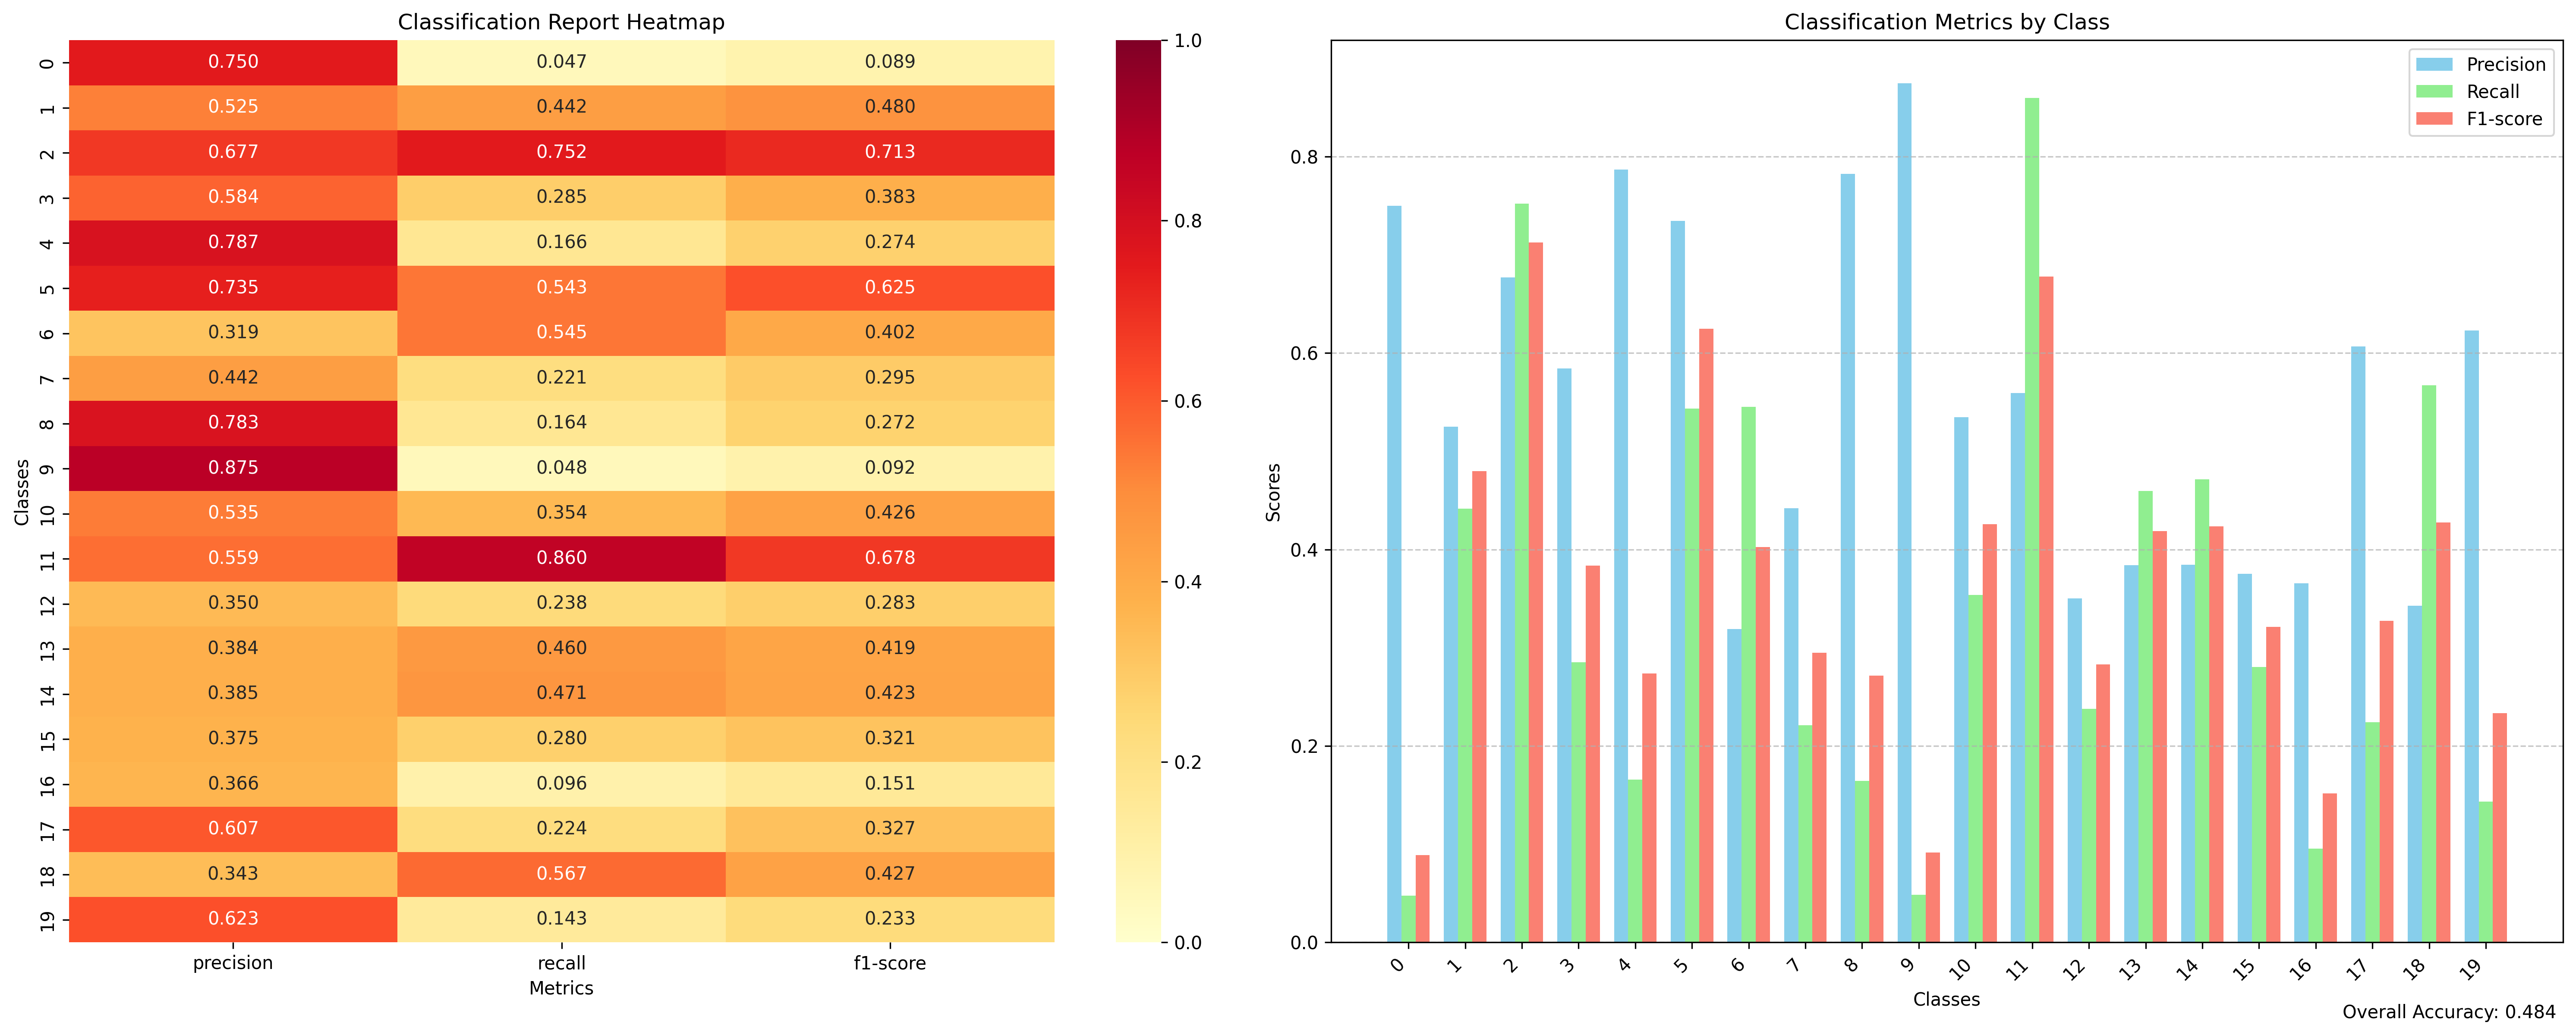 Classification Report Heatmap
Classes
0 0.750 0.047 0.089
1 0.525 0.442 0.480
2 0.677 0.752 0.713
3 0.584 0.285 0.383
4 0.787 0.166 0.274
5 0.735 0.543 0.625
6 0.319 0.545 0.402
7 0.442 0.221 0.295
8 0.783 0.164 0.272
9 0.875 0.048 0.092
10 0.535 0.354 0.426
11 0.559 0.860 0.678
12 0.350 0.238 0.283
13 0.384 0.460 0.419
14 0.385 0.471 0.423
15 0.375 0.280 0.321
16 0.366 0.096 0.151
17 0.607 0.224 0.327
18 0.343 0.567 0.427
19 0.623 0.143 0.233
precision recall f1-score
Metrics
1.0
0.8
0.6
0.4
0.2
0.0
Classification Metrics by Class
Precision
Recall
F1-score
Scores
0.8
0.6
0.4
0.2
0.0
0 1 2 3 4 5 6 7 8 9 10 11 12 13 14 15 16 17 18 19
Classes
Overall Accuracy: 0.484